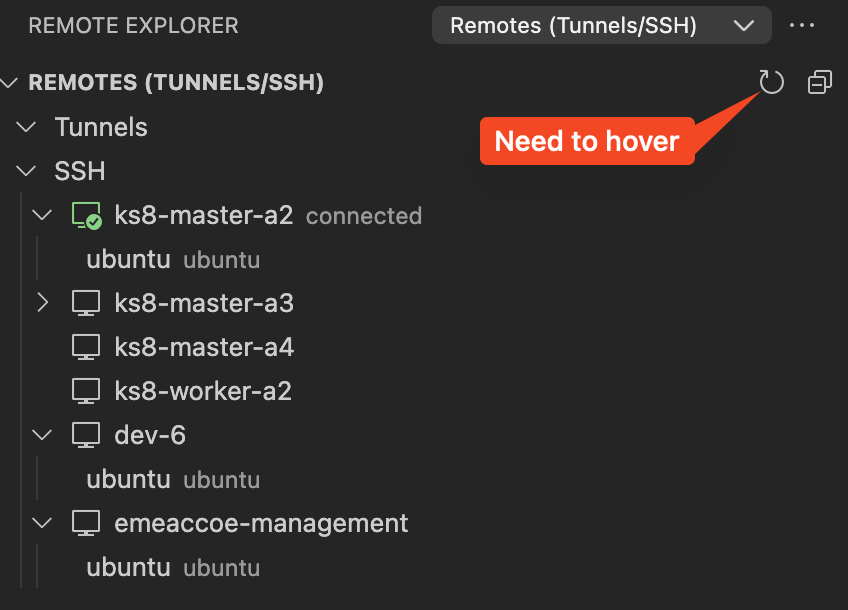 REMOTE EXPLORER Remotes (Tunnels/SSH)
REMOTES (TUNNELS/SSH)
Tunnels
Need to hover
SSH
ks8-master-a2 connected
ubuntu ubuntu
ks8-master-a3
ks8-master-a4
ks8-worker-a2
dev-6
ubuntu ubuntu
emeaccoe-management
ubuntu ubuntu